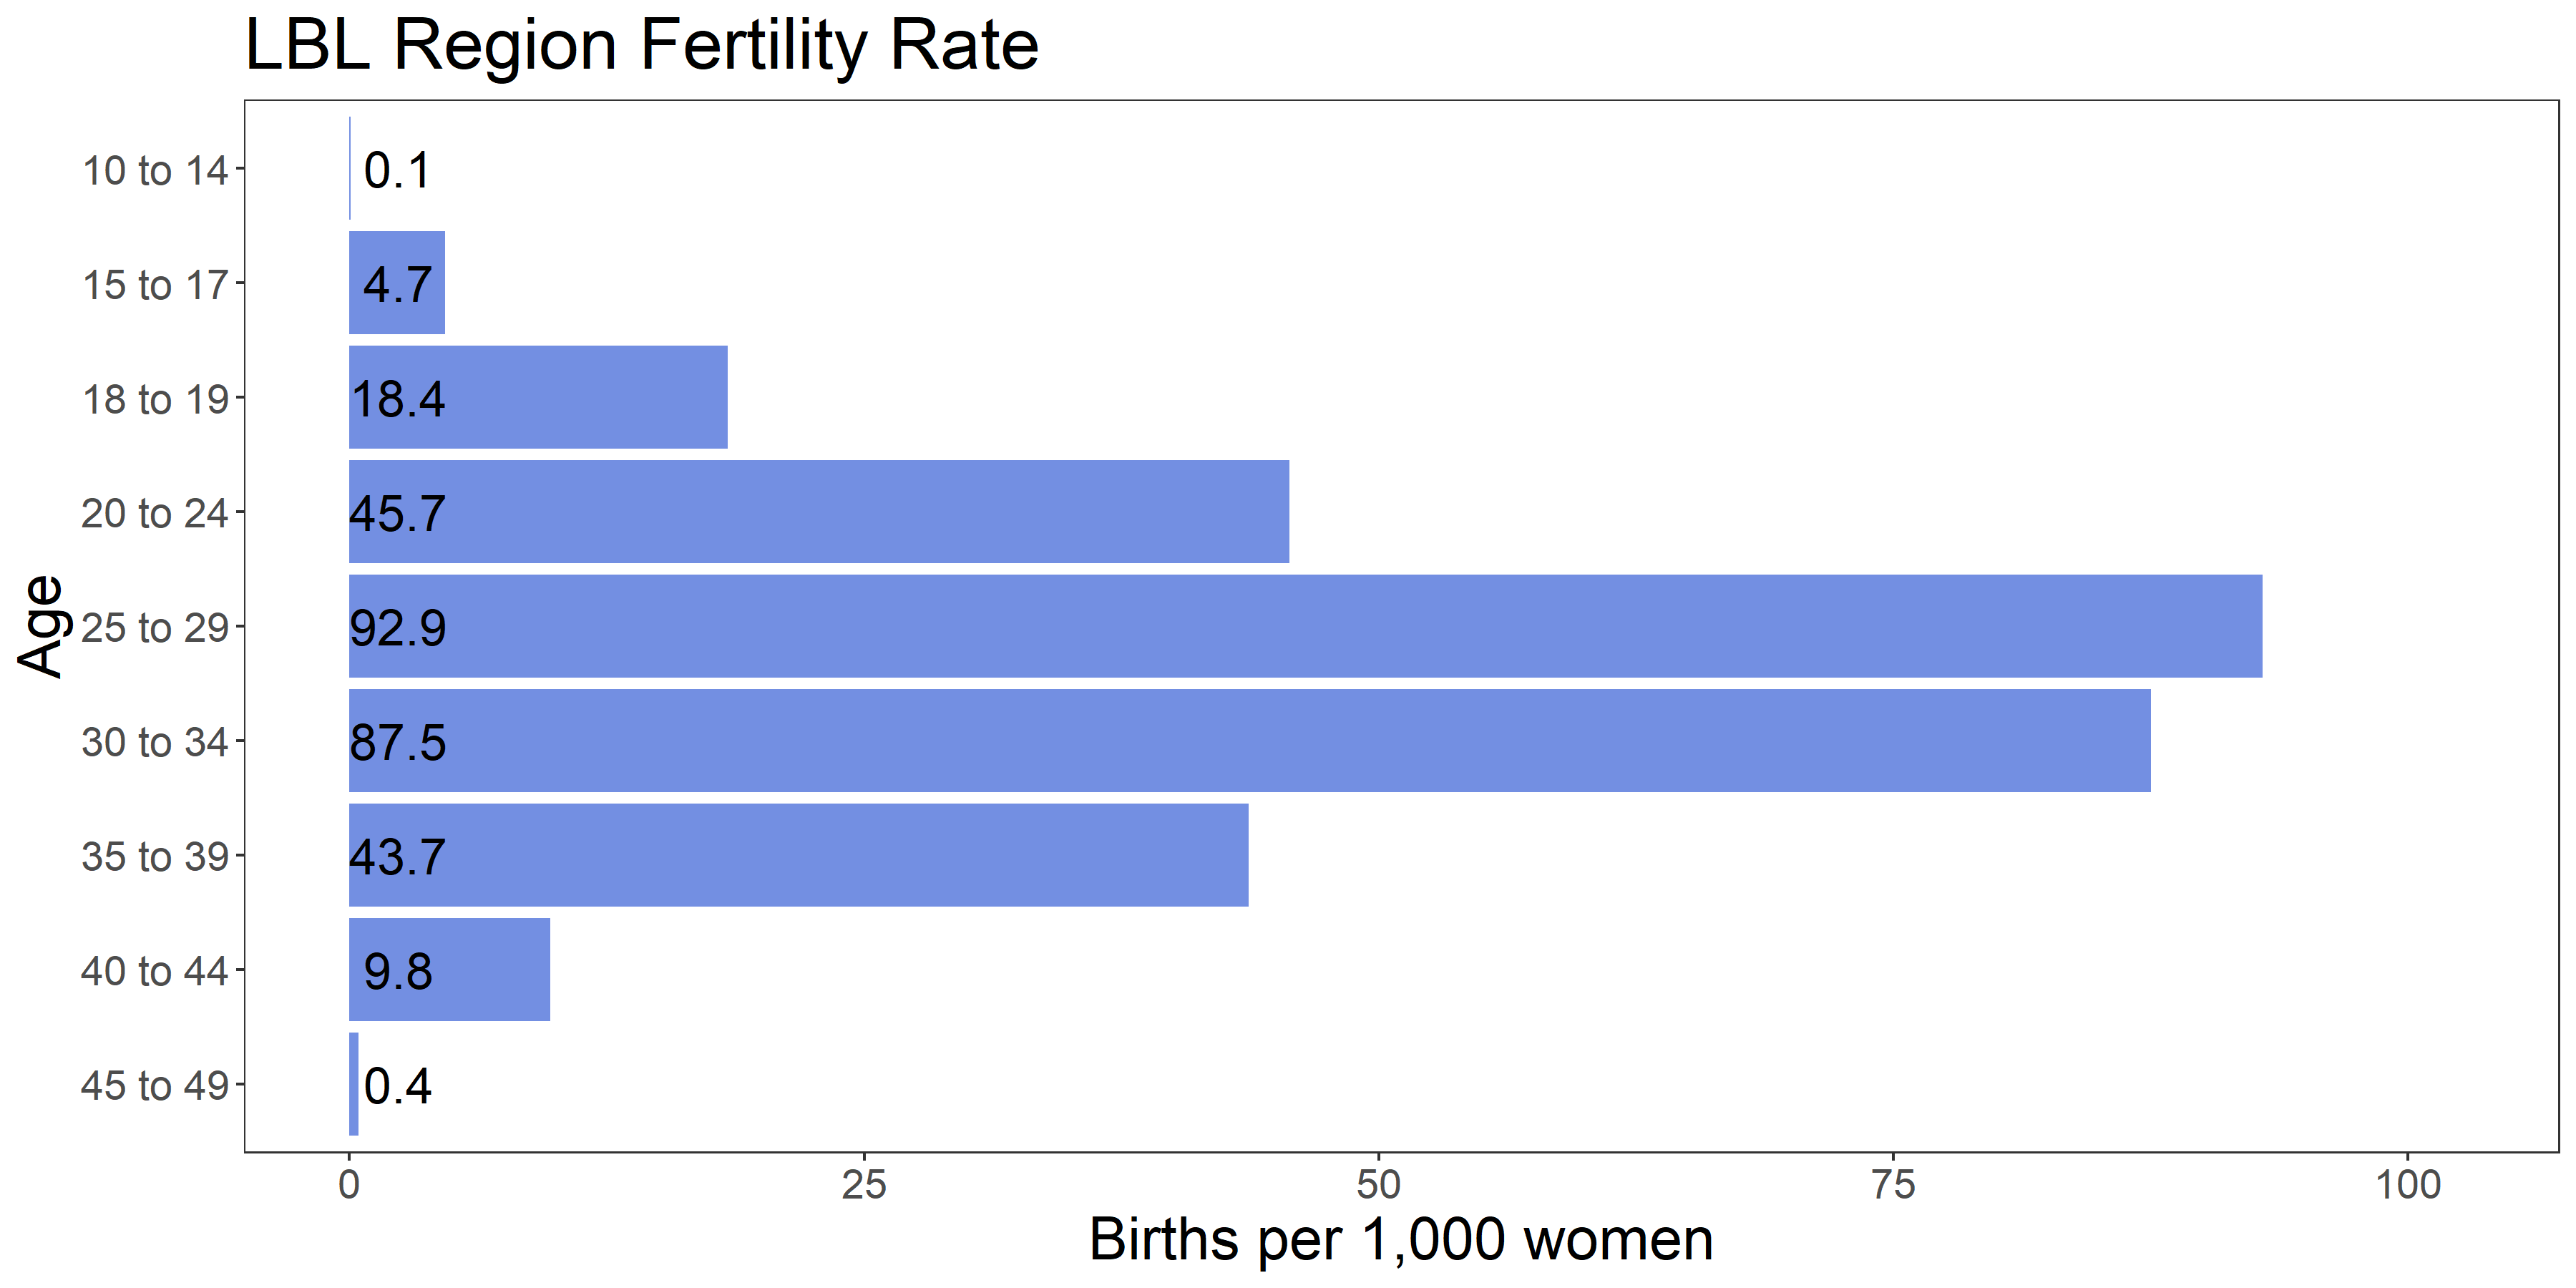 LBL Region Fertility Rate
Age
10 to 14 0.1
15 to 17 4.7
18 to 19 18.4
20 to 24 45.7
25 to 29 92.9
30 to 34 87.5
35 to 39 43.7
40 to 44 9.8
45 to 49 0.4
0 25 50 75 100
Births per 1,000 women